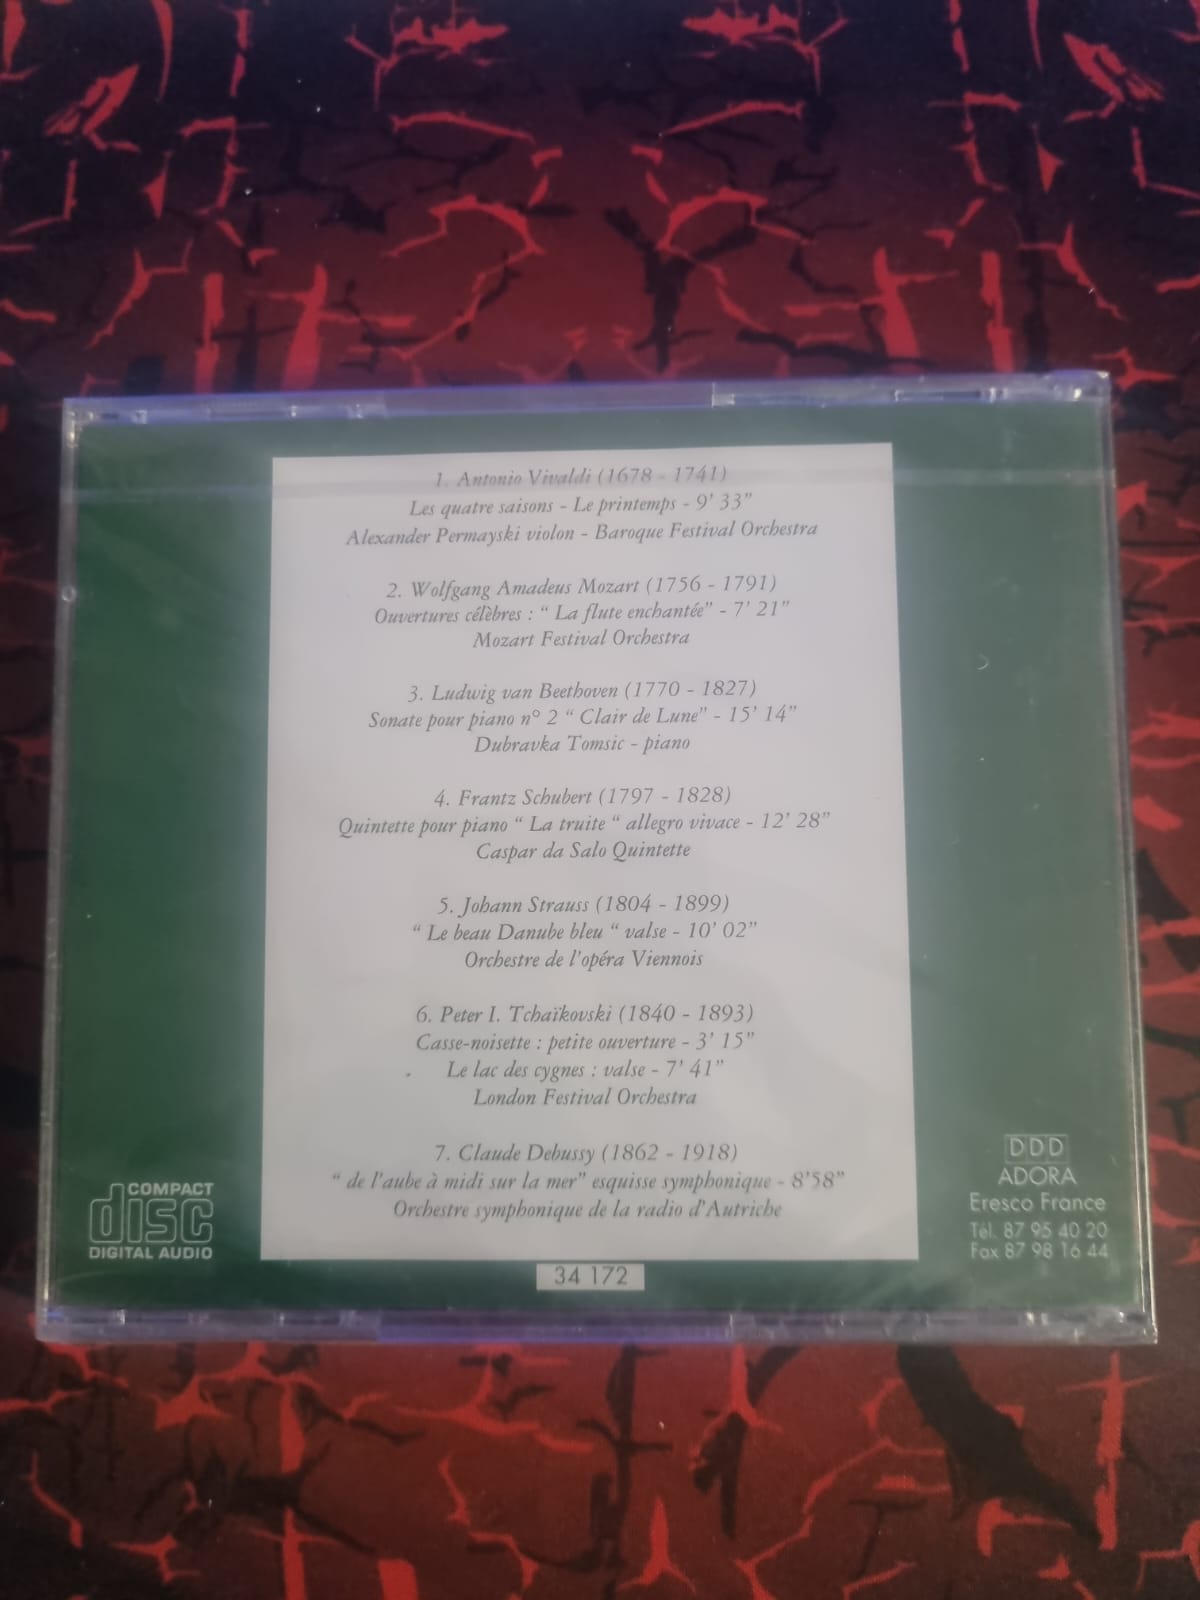 1. Antonio Vivaldi (1678 - 1741)
Les quatre saisons - Le printemps - 9' 33"
Alexander Permayski violon - Baroque Festival Orchestra
2. Wolfgang Amadeus Mozart (1756 - 1791)
Ouvertures célèbres : " La flute enchantée" - 7' 21"
Mozart Festival Orchestra
3. Ludwig van Beethoven (1770 - 1827)
Sonate pour piano n° 2 " Clair de Lune" - 15' 14"
Dubravka Tomsic - piano
4. Frantz Schubert (1797 - 1828)
Quintette pour piano " La truite " allegro vivace - 12' 28"
Caspar da Salo Quintette
5. Johann Strauss (1804 - 1899)
" Le beau Danube bleu " valse - 10' 02"
Orchestre de l'opéra Viennois
6. Peter I. Tchaïkovski (1840 - 1893)
Casse-noisette : petite ouverture - 3' 15"
Le lac des cygnes : valse - 7' 41"
London Festival Orchestra
7. Claude Debussy (1862 - 1918)
" de l'aube à midi sur la mer" esquisse symphonique - 8'58"
Orchestre symphonique de la radio d'Autriche
COMPACT
disc
DIGITAL AUDIO
34 172
DDD
ADORA
Eresco France
Tél. 87 95 40 20
Fax 87 98 16 44